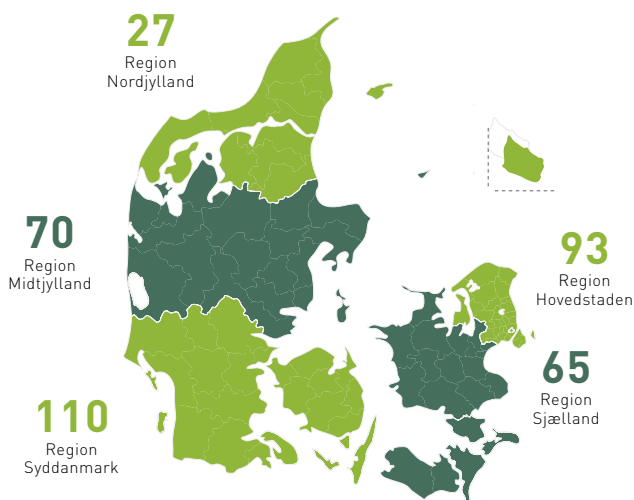 27
Region
Nordjylland
70
Region
Midtjylland
93
Region
Hovedstaden
65
Region
Sjælland
110
Region
Syddanmark